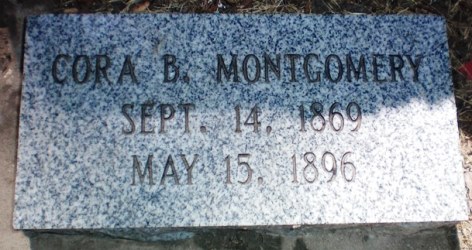 CORA B. MONTGOMERY
SEPT. 14, 1869
MAY 15, 1896